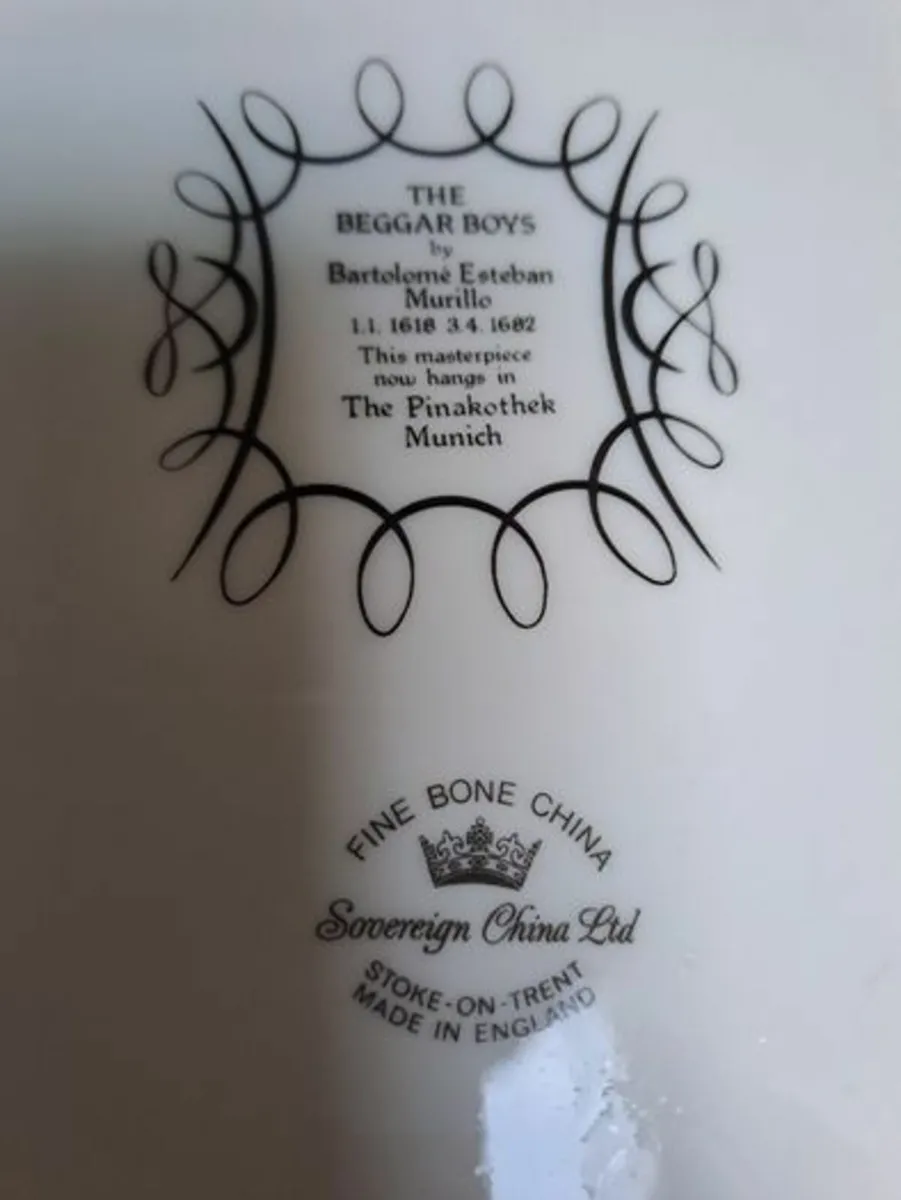 THE
BEGGAR BOYS
by
Bartolomé Esteban
Murillo
1.1. 1618 3.4. 1682
This masterpiece
now hangs in
The Pinakothek
Munich
FINE BONE CHINA
Sovereign China Ltd
STOKE-ON-TRENT
MADE IN ENGLAND